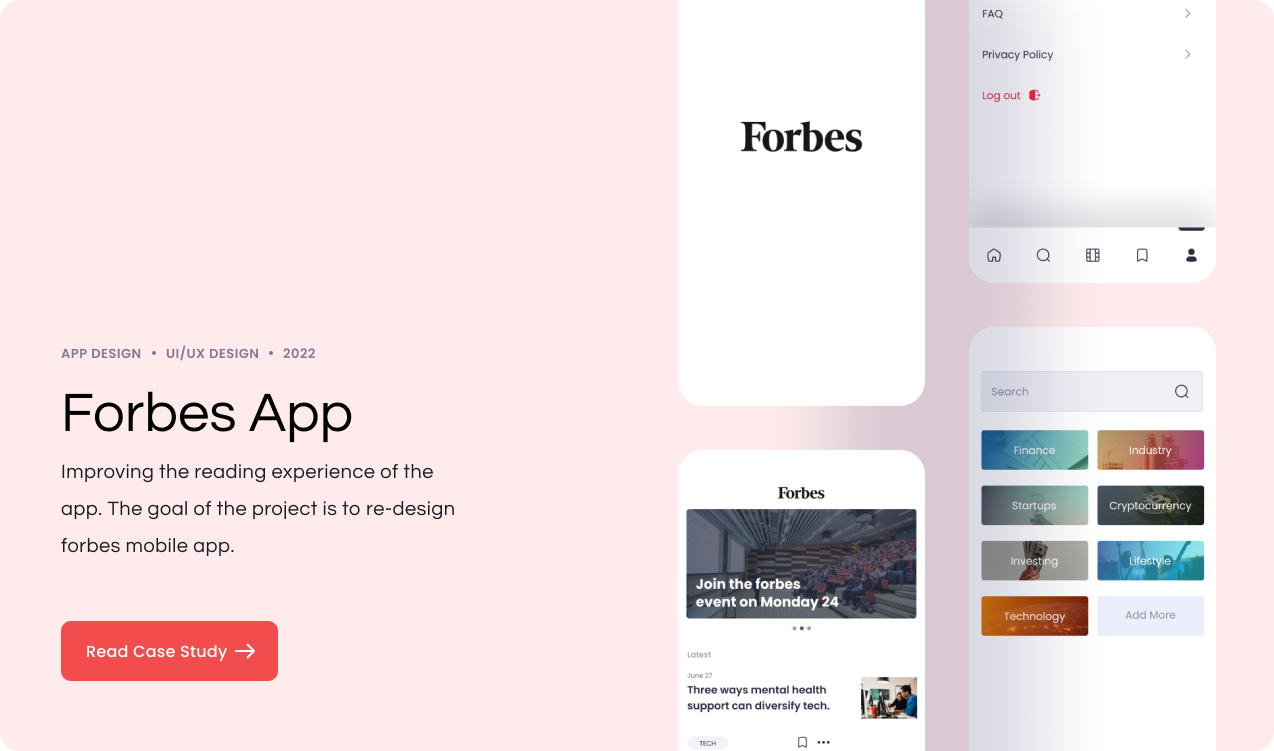 APP DESIGN • UI/UX DESIGN • 2022
Forbes App
Improving the reading experience of the
app. The goal of the project is to re-design
forbes mobile app.
Read Case Study
Forbes
Forbes
Join the forbes
event on Monday 24
Latest
June 27
Three ways mental health
support can diversify tech.
TECH
FAQ
Privacy Policy
Log out
Search
Finance
Industry
Startups
Cryptocurrency
Investing
Lifestyle
Technology
Add More